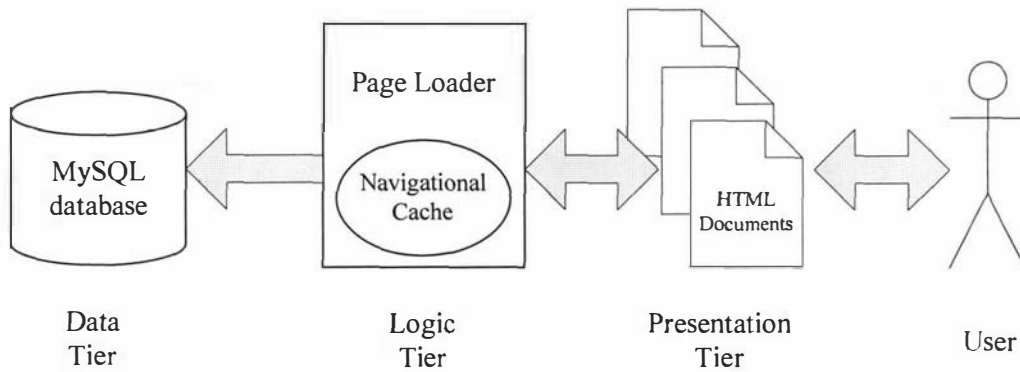 Page Loader
MySQL
database
Navigational
Cache
HTML
Documents
Data
Tier
Logic
Tier
Presentation
Tier
User